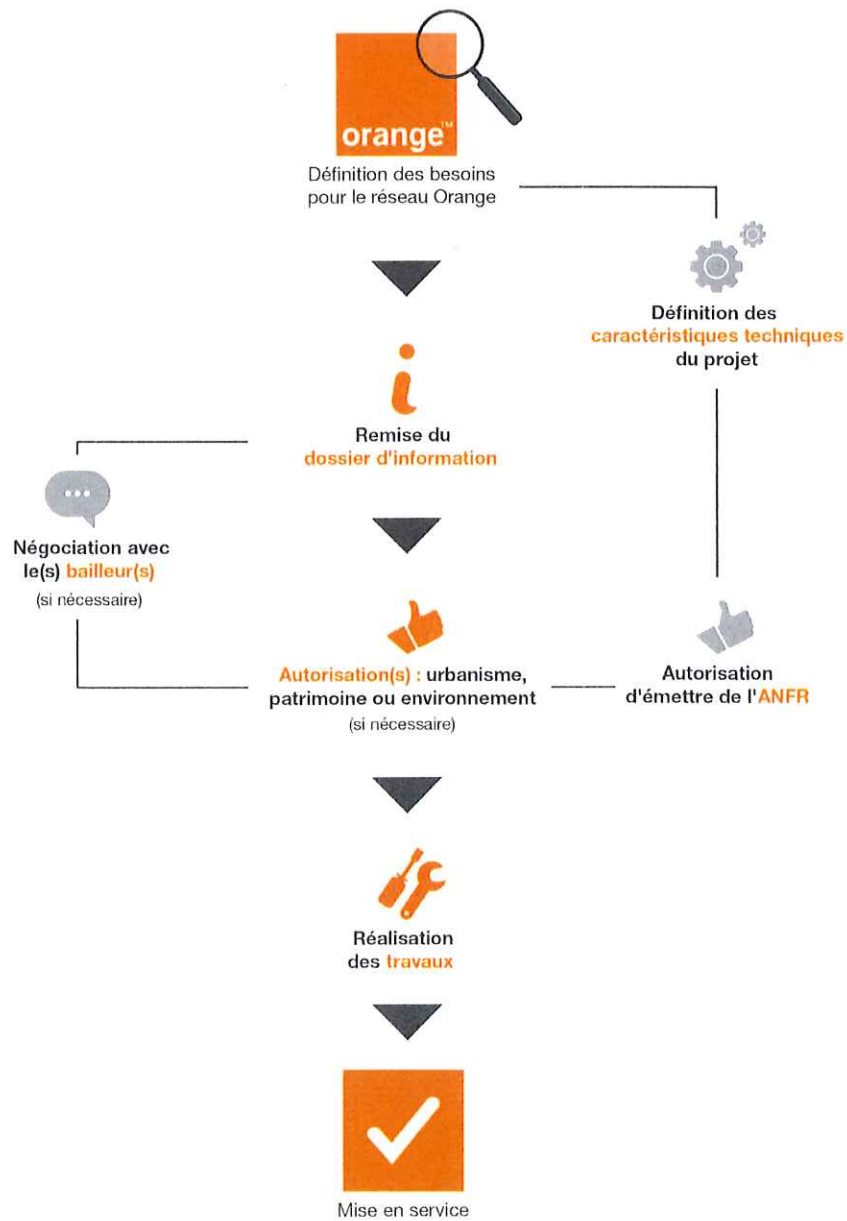 orange™
Définition des besoins
pour le réseau Orange
Définition des
caractéristiques techniques
du projet
Remise du
dossier d'information
Négociation avec
le(s) bailleur(s)
(si nécessaire)
Autorisation(s) : urbanisme,
patrimoine ou environnement
(si nécessaire)
Autorisation
d'émettre de l'ANFR
Réalisation
des travaux
Mise en service